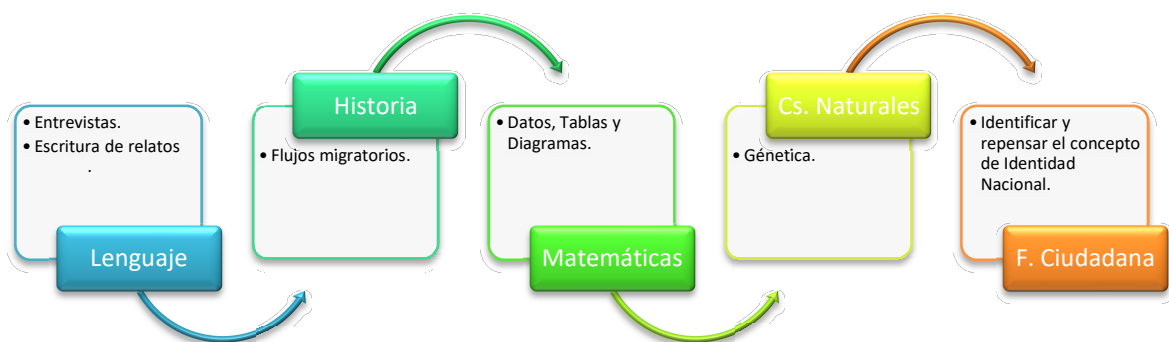 • Entrevistas.
• Escritura de relatos
.
Lenguaje
Historia
• Flujos migratorios.
• Datos, Tablas y
Diagramas.
Matemáticas
Cs. Naturales
• Génetica.
• Identificar y
repensar el concepto
de Identidad
Nacional.
F. Ciudadana